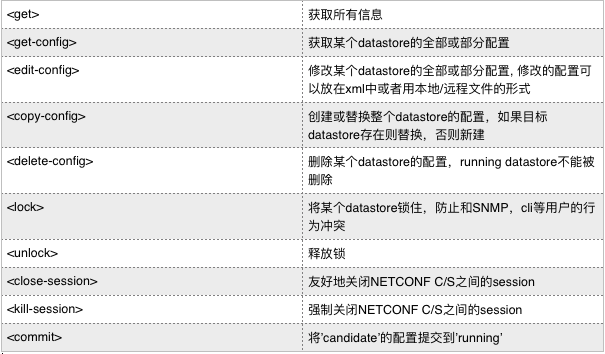 <get> 获取所有信息
<get-config> 获取某个datastore的全部或部分配置
<edit-config> 修改某个datastore的全部或部分配置, 修改的配置可
以放在xml中或者用本地/远程文件的形式
<copy-config> 创建或替换整个datastore的配置，如果目标
datastore存在则替换，否则新建
<delete-config> 删除某个datastore的配置，running datastore不能被
删除
<lock> 将某个datastore锁住，防止和SNMP，cli等用户的行
为冲突
<unlock> 释放锁
<close-session> 友好地关闭NETCONF C/S之间的session
<kill-session> 强制关闭NETCONF C/S之间的session
<commit> 将'candidate'的配置提交到'running'